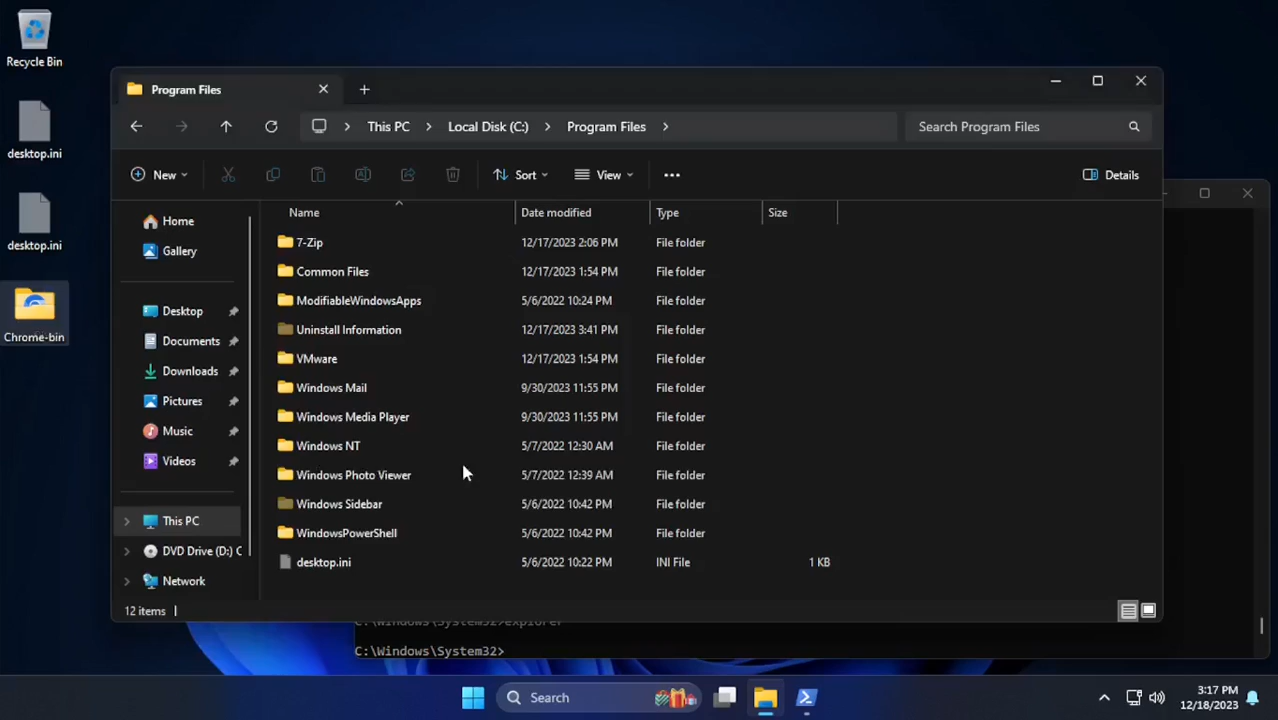 Recycle Bin
desktop.ini
desktop.ini
Chrome-bin
Program Files
This PC
Local Disk (C:)
Program Files
Search Program Files
New
Sort
View
Details
Name
Date modified
Type
Size
Home
Gallery
Desktop
Documents
Downloads
Pictures
Music
Videos
This PC
DVD Drive (D:) C
Network
7-Zip 12/17/2023 2:06 PM File folder
Common Files 12/17/2023 1:54 PM File folder
ModifiableWindowsApps 5/6/2022 10:24 PM File folder
Uninstall Information 12/17/2023 3:41 PM File folder
VMware 12/17/2023 1:54 PM File folder
Windows Mail 9/30/2023 11:55 PM File folder
Windows Media Player 9/30/2023 11:55 PM File folder
Windows NT 5/7/2022 12:30 AM File folder
Windows Photo Viewer 5/7/2022 12:39 AM File folder
Windows Sidebar 5/6/2022 10:42 PM File folder
WindowsPowerShell 5/6/2022 10:42 PM File folder
desktop.ini 5/6/2022 10:22 PM INI File 1 KB
12 items
C:\Windows\System32>explorer
C:\Windows\System32>
Search
3:17 PM
12/18/2023